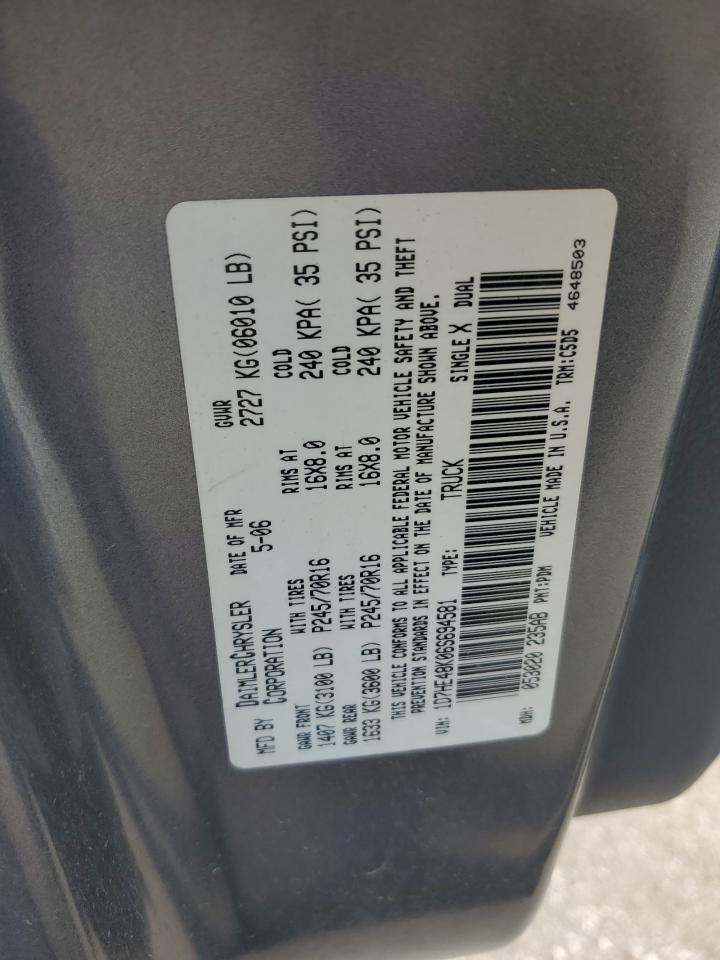 MFD BY DAIMLERCHRYSLER CORPORATION
DATE OF MFR 5-06
GVWR 2727 KG(06010 LB)
GAWR FRONT WITH TIRES RIMS AT COLD
1407 KG(3100 LB) P245/70R16 16X8.0 240 KPA( 35 PSI)
GAWR REAR WITH TIRES RIMS AT COLD
1633 KG(3600 LB) P245/70R16 16X8.0 240 KPA( 35 PSI)
THIS VEHICLE CONFORMS TO ALL APPLICABLE FEDERAL MOTOR VEHICLE SAFETY AND THEFT
PREVENTION STANDARDS IN EFFECT ON THE DATE OF MANUFACTURE SHOWN ABOVE.
VIN: 1D7HE48K06S694581 TYPE: TRUCK SINGLE X DUAL
MDH: 053020 235AB PNT:PDM VEHICLE MADE IN U.S.A. TRM:C5D5 4648503